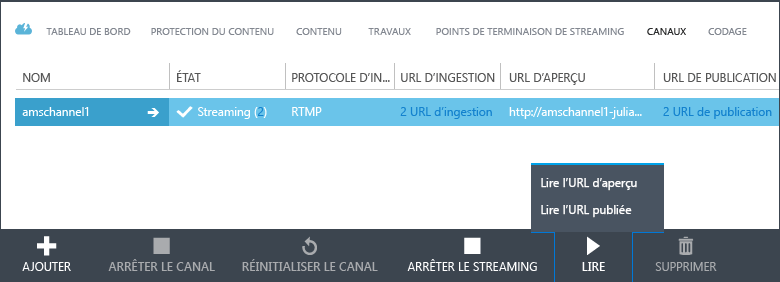 TABLEAU DE BORD PROTECTION DU CONTENU CONTENU TRAVAUX POINTS DE TERMINAISON DE STREAMING CANAUX CODAGE
NOM ÉTAT PROTOCOLE D'IN... URL D'INGESTION URL D'APERÇU URL DE PUBLICATION
amschannel1 Streaming (2) RTMP 2 URL d'ingestion http://amschannel1-julia... 2 URL de publication
Lire l'URL d'aperçu
Lire l'URL publiée
AJOUTER ARRÊTER LE CANAL RÉINITIALISER LE CANAL ARRÊTER LE STREAMING LIRE SUPPRIMER